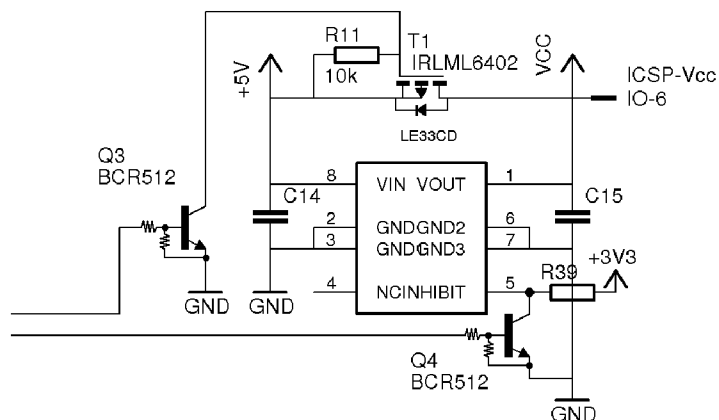 R11
T1
IRLML6402
10k
+5V
VCC
ICSP-Vcc
IO-6
LE33CD
Q3
BCR512
C14
8
VIN VOUT
1
C15
2
GNDGND2
6
3
GND1GND3
7
4
NCINHIBIT
5
R39
+3V3
GND
GND
Q4
BCR512
GND